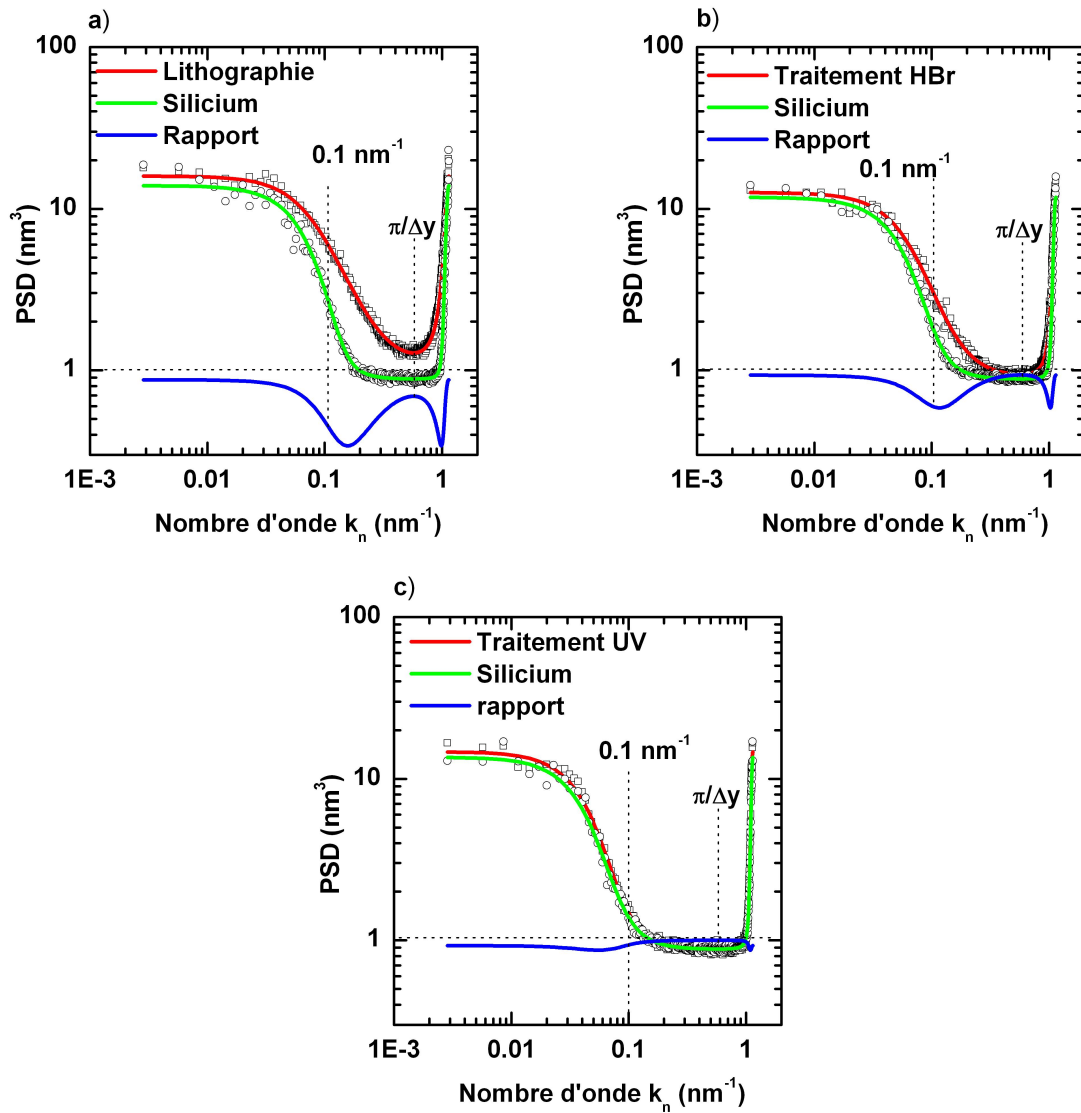 a)
100
Lithographie
Silicium
Rapport
0.1 nm⁻¹
π/Δy
10
1
PSD (nm³)
1E-3 0.01 0.1 1
Nombre d'onde kₙ (nm⁻¹)
b)
100
Traitement HBr
Silicium
Rapport
0.1 nm⁻¹
π/Δy
10
1
PSD (nm³)
1E-3 0.01 0.1 1
Nombre d'onde kₙ (nm⁻¹)
c)
100
Traitement UV
Silicium
rapport
0.1 nm⁻¹
π/Δy
10
1
PSD (nm³)
1E-3 0.01 0.1 1
Nombre d'onde kₙ (nm⁻¹)